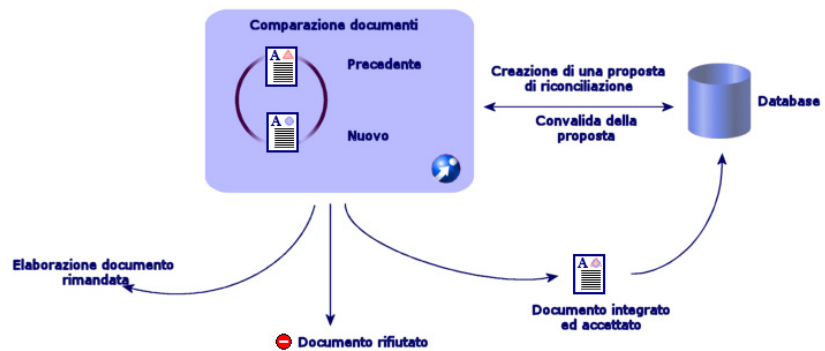 Comparazione documenti
A
Precedente
A
Nuovo
Creazione di una proposta
di riconciliazione
Convalida della
proposta
Database
Elaborazione documento
rimandata
A
Documento integrato
ed accettato
Documento rifiutato